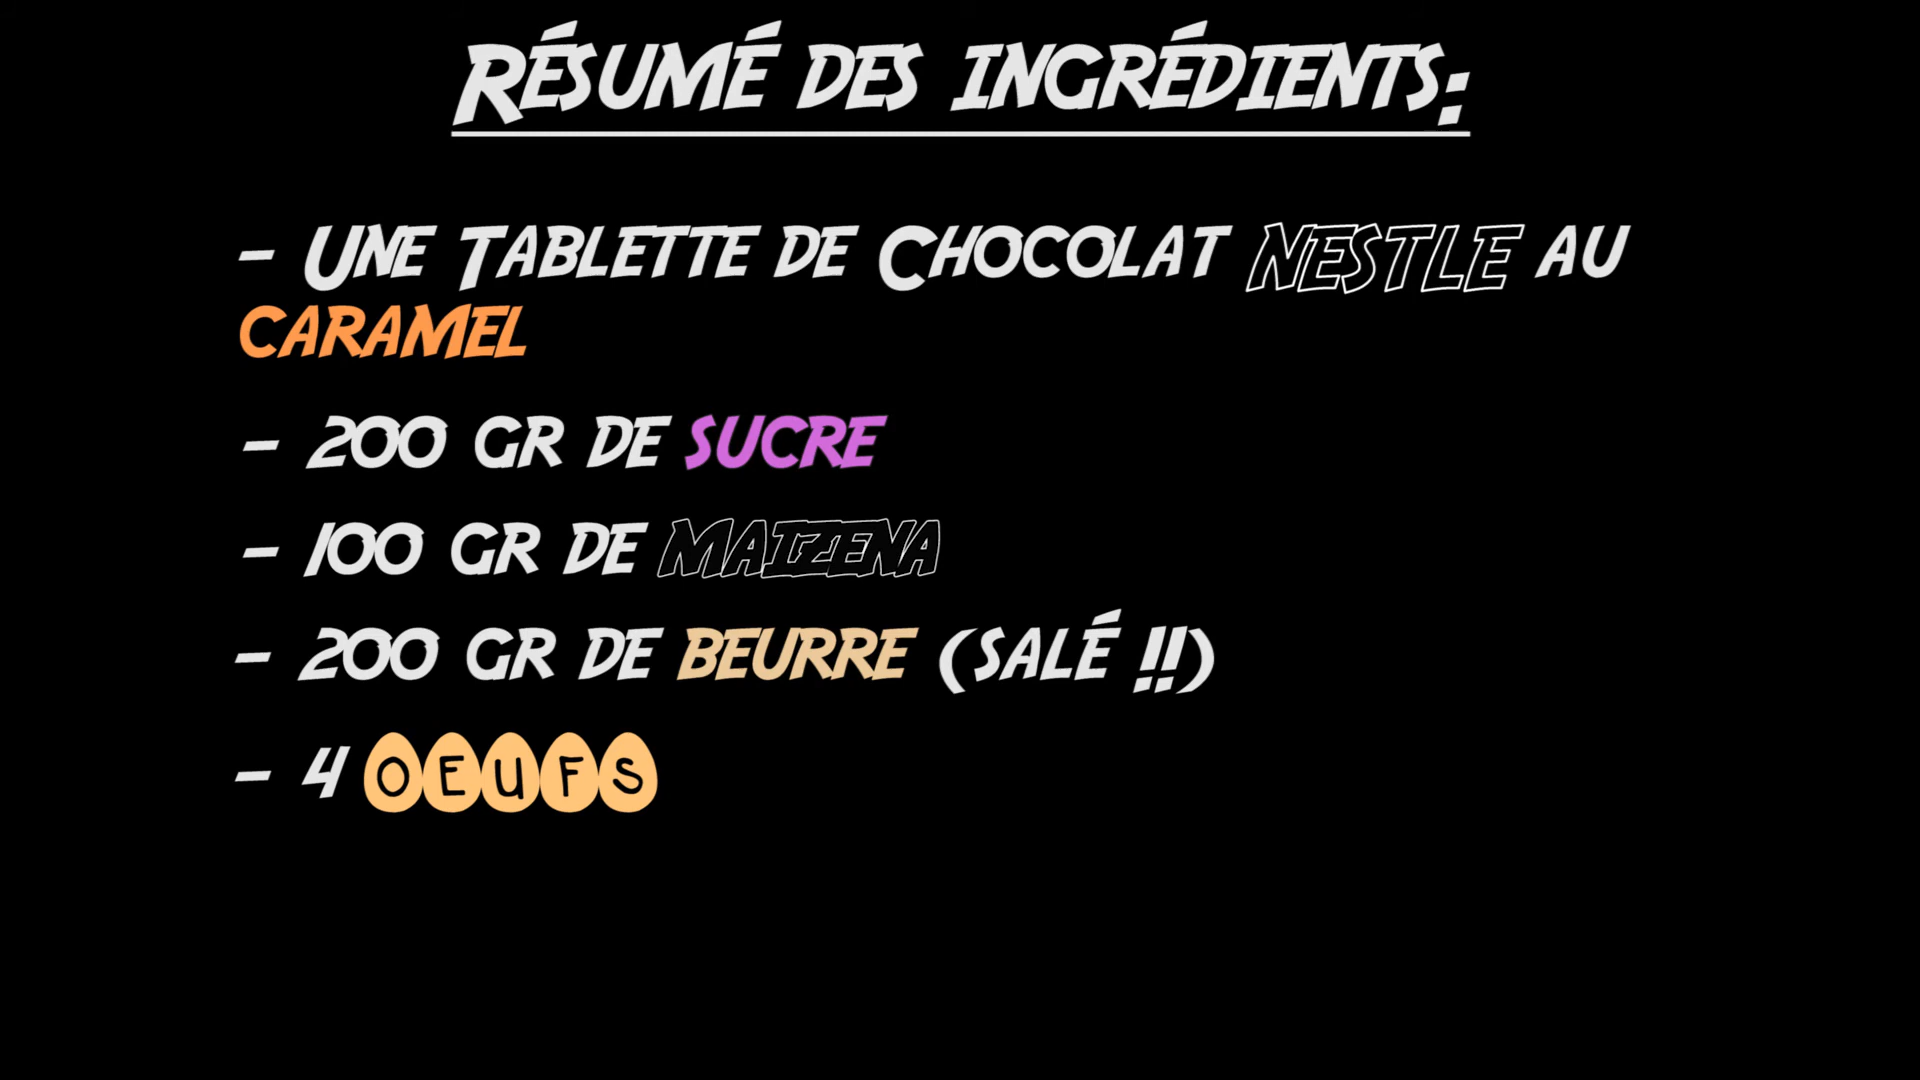 Résumé des ingrédients:
- Une Tablette de Chocolat NESTLE au
caramel
- 200 gr de sucre
- 100 gr de MAIZENA
- 200 gr de beurre (salé !!)
- 4 OEUFS